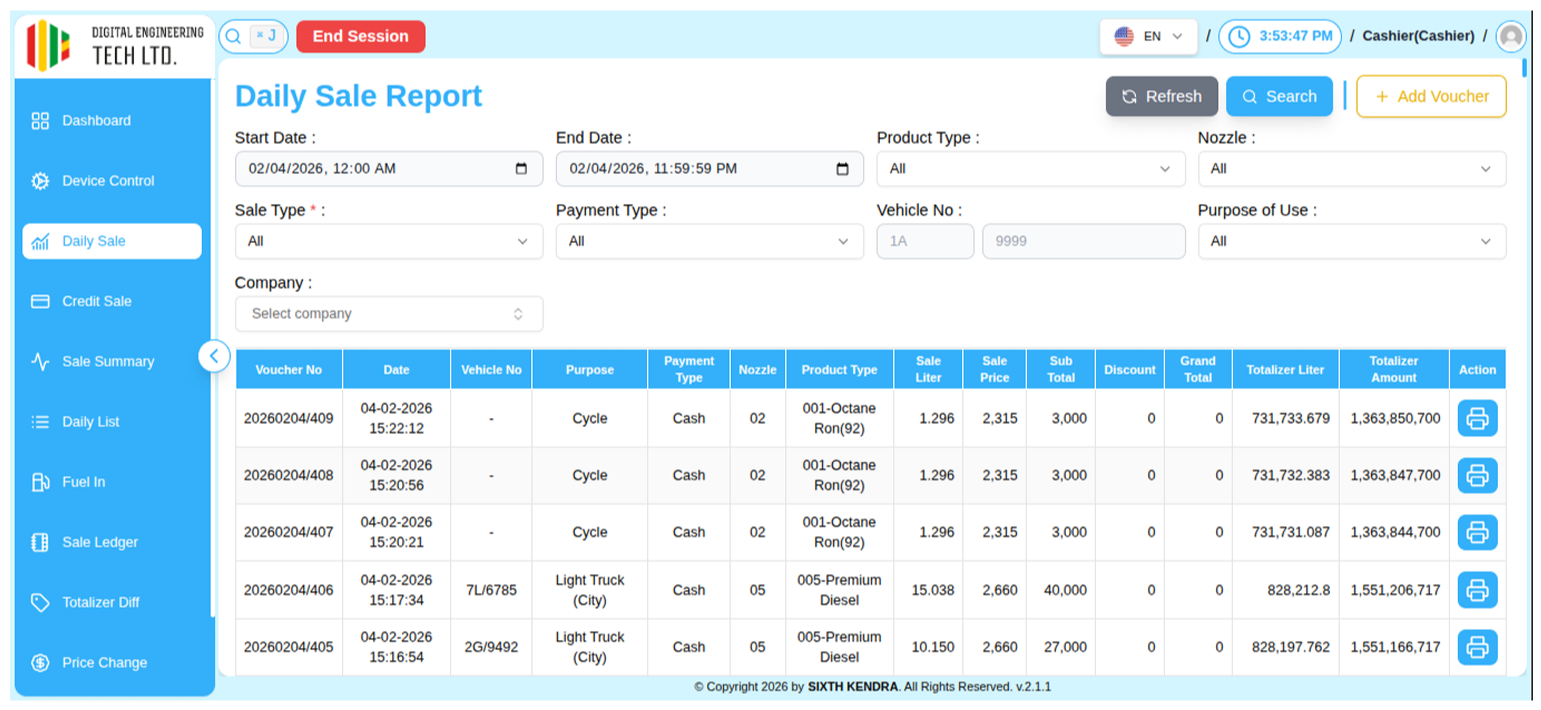 DIGITAL ENGINEERING
TECH LTD.
⌘ J
End Session
EN
/
3:53:47 PM
/
Cashier(Cashier)
/
Dashboard
Device Control
Daily Sale
Credit Sale
Sale Summary
Daily List
Fuel In
Sale Ledger
Totalizer Diff
Price Change
Daily Sale Report
Refresh
Search
+ Add Voucher
Start Date :
End Date :
Product Type :
Nozzle :
02/04/2026, 12:00 AM
02/04/2026, 11:59:59 PM
All
All
Sale Type * :
Payment Type :
Vehicle No :
Purpose of Use :
All
All
1A
9999
All
Company :
Select company
Voucher No Date Vehicle No Purpose Payment Type Nozzle Product Type Sale Liter Sale Price Sub Total Discount Grand Total Totalizer Liter Totalizer Amount Action
20260204/409 04-02-2026 15:22:12 - Cycle Cash 02 001-Octane Ron(92) 1.296 2,315 3,000 0 0 731,733.679 1,363,850,700
20260204/408 04-02-2026 15:20:56 - Cycle Cash 02 001-Octane Ron(92) 1.296 2,315 3,000 0 0 731,732.383 1,363,847,700
20260204/407 04-02-2026 15:20:21 - Cycle Cash 02 001-Octane Ron(92) 1.296 2,315 3,000 0 0 731,731.087 1,363,844,700
20260204/406 04-02-2026 15:17:34 7L/6785 Light Truck (City) Cash 05 005-Premium Diesel 15.038 2,660 40,000 0 0 828,212.8 1,551,206,717
20260204/405 04-02-2026 15:16:54 2G/9492 Light Truck (City) Cash 05 005-Premium Diesel 10.150 2,660 27,000 0 0 828,197.762 1,551,166,717
© Copyright 2026 by SIXTH KENDRA. All Rights Reserved. v.2.1.1